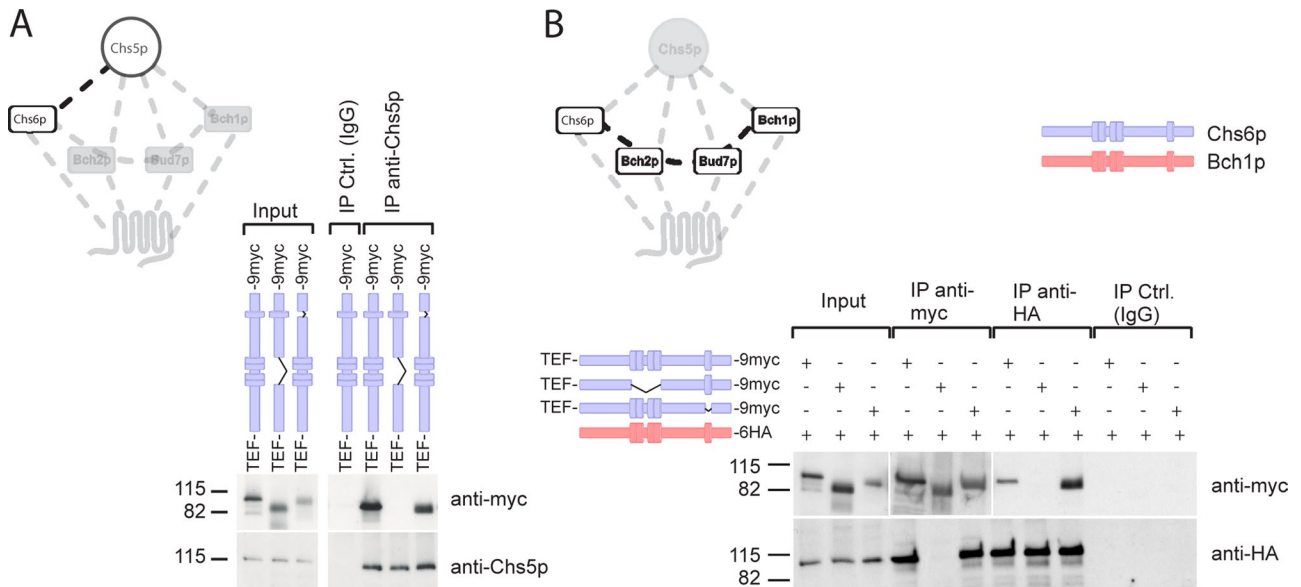 A
Chs5p
Chs6p
Bch1p
Bch2p
Bud7p
Input
IP Ctrl. (IgG)
IP anti-Chs5p
-9myc
-9myc
-9myc
-9myc
-9myc
-9myc
-9myc
TEF-
TEF-
TEF-
TEF-
TEF-
TEF-
TEF-
115
82
anti-myc
115
anti-Chs5p
B
Chs5p
Chs6p
Bch1p
Bch2p
Bud7p
Chs6p
Bch1p
Input
IP anti-
myc
IP anti-
HA
IP Ctrl.
(IgG)
TEF- -9myc + - - + - - + - - + - -
TEF- -9myc - + - - + - - + - - + -
TEF- -9myc - - + - - + - - + - - +
-6HA + + + + + + + + + + + +
115
82
anti-myc
115
82
anti-HA